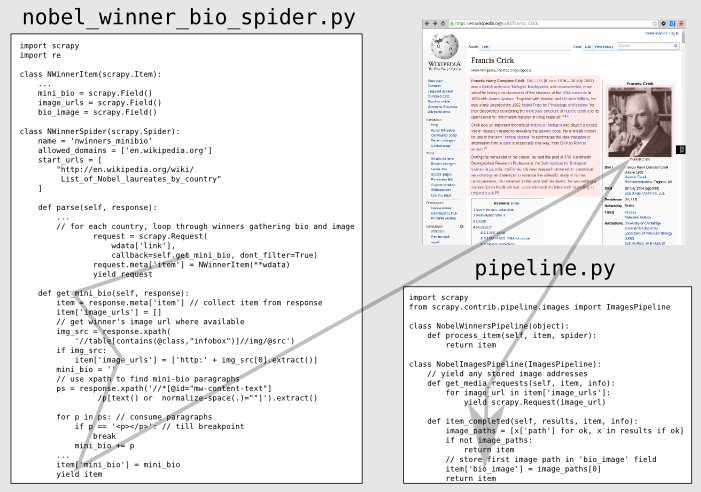 nobel_winner_bio_spider.py
import scrapy
import re
class NWinnerItem(scrapy.Item):
...
mini_bio = scrapy.Field()
image_urls = scrapy.Field()
bio_image = scrapy.Field()
class NWinnerSpider(scrapy.Spider):
name = 'nwinners_minibio'
allowed_domains = ['en.wikipedia.org']
start_urls = [
"http://en.wikipedia.org/wiki/
List_of_Nobel_laureates_by_country"
]
def parse(self, response):
...
// for each country, loop through winners gathering bio and image
request = scrapy.Request(
wdata['link'],
callback=self.get_mini_bio, dont_filter=True)
request.meta['item'] = NWinnerItem(**wdata)
yield request
def get_mini_bio(self, response):
item = response.meta['item'] // collect item from response
item['image_urls'] = []
// get winner's image url where available
img_src = response.xpath(
'//table[contains(@class,"infobox")]//img/@src')
if img_src:
item['image_urls'] = ['http:' + img_src[0].extract()]
mini_bio = ''
// use xpath to find mini-bio paragraphs
ps = response.xpath('//*[@id="mw-content-text"]
/p[text() or  normalize-space(.)=""]').extract()
for p in ps: // consume paragraphs
if p == '<p></p>': // till breakpoint
break
mini_bio += p
...
item['mini_bio'] = mini_bio
yield item
WIKIPEDIA
Francis Crick
Francis Crick
pipeline.py
import scrapy
from scrapy.contrib.pipeline.images import ImagesPipeline
class NobelWinnersPipeline(object):
def process_item(self, item, spider):
return item
class NobelImagesPipeline(ImagesPipeline):
// yield any stored image addresses
def get_media_requests(self, item, info):
for image_url in item['image_urls']:
yield scrapy.Request(image_url)
def item_completed(self, results, item, info):
image_paths = [x['path'] for ok, x in results if ok]
if not image_paths:
return item
// store first image path in 'bio_image' field
item['bio_image'] = image_paths[0]
return item